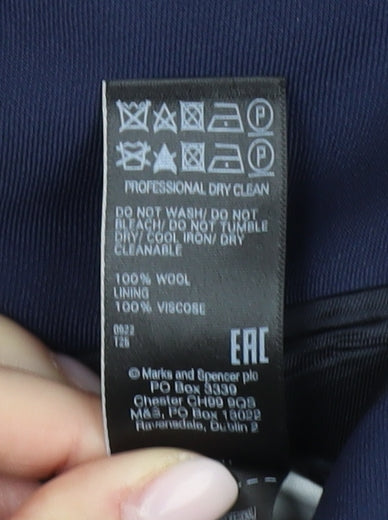 P
P
PROFESSIONAL DRY CLEAN
DO NOT WASH/ DO NOT
BLEACH/ DO NOT TUMBLE
DRY/ COOL IRON/ DRY
CLEANABLE
100% WOOL
LINING
100% VISCOSE
0622
T26
EAC
© Marks and Spencer plc
PO Box 3339
Chester CH99 9QS
M&S, PO Box 13022
Ravensdale, Dublin 2